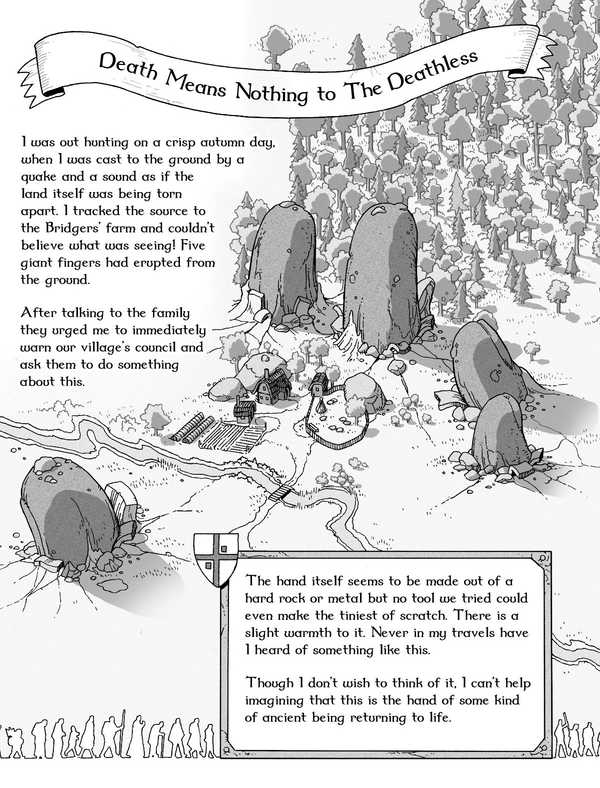 Death Means Nothing to The Deathless
I was out hunting on a crisp autumn day,
when I was cast to the ground by a
quake and a sound as if the
land itself was being torn
apart. I tracked the source to
the Bridgers' farm and couldn't
believe what was seeing! Five
giant fingers had erupted from
the ground.
After talking to the family
they urged me to immediately
warn our village's council and
ask them to do something
about this.
The hand itself seems to be made out of a
hard rock or metal but no tool we tried could
even make the tiniest of scratch. There is a
slight warmth to it. Never in my travels have
I heard of something like this.
Though I don't wish to think of it, I can't help
imagining that this is the hand of some kind
of ancient being returning to life.